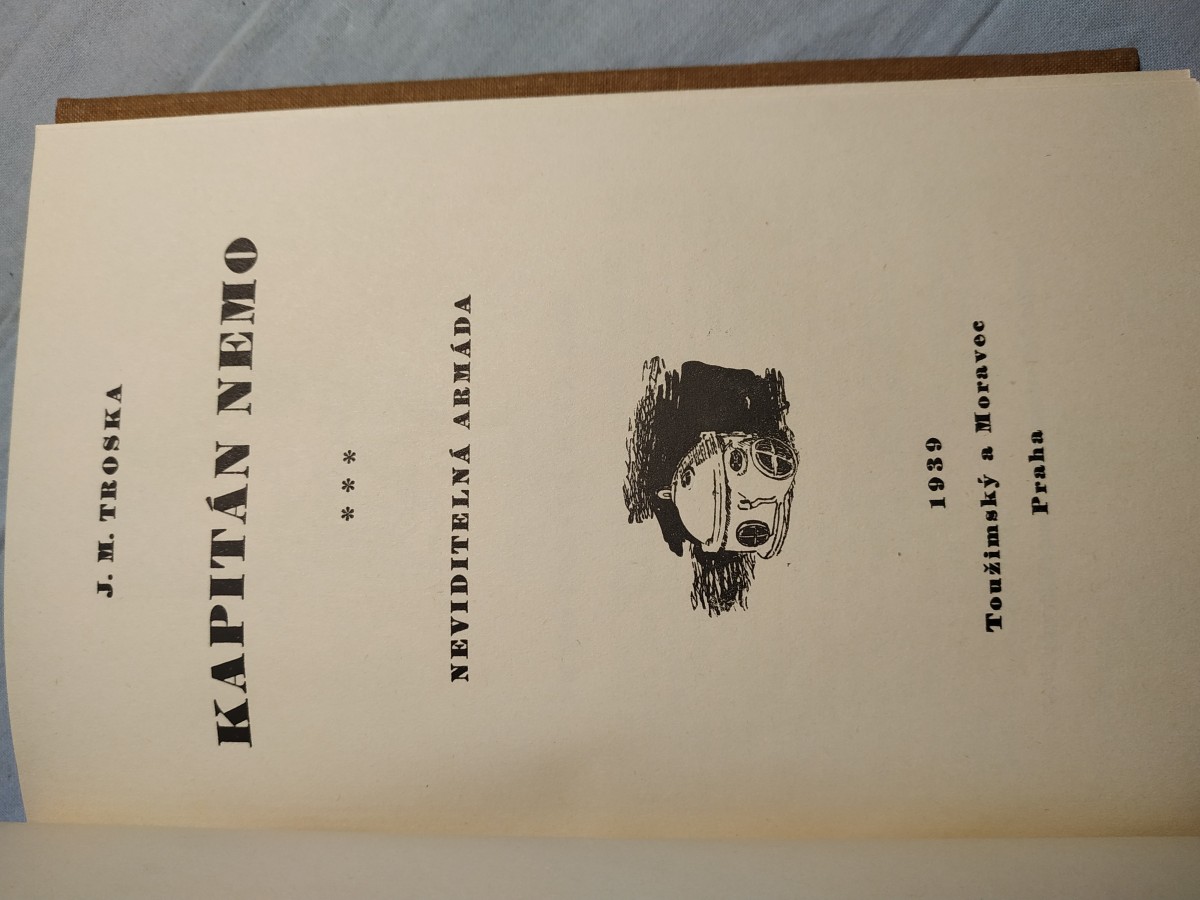 J. M. TROSKA
KAPITÁN NEMO
* * *
NEVIDITELNÁ ARMÁDA
1939
Toužimský a Moravec
Praha